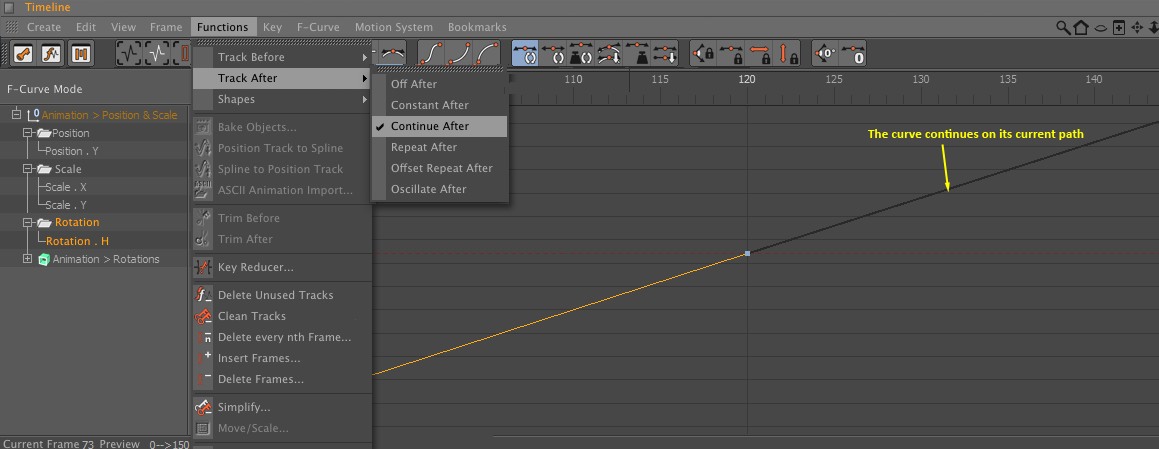 Timeline
Create Edit View Frame Functions Key F-Curve Motion System Bookmarks
F-Curve Mode
Animation > Position & Scale
Position
Position . Y
Scale
Scale . X
Scale . Y
Rotation
Rotation . H
Animation > Rotations
Track Before
Track After
Shapes
Bake Objects...
Position Track to Spline
Spline to Position Track
ASCII Animation Import...
Trim Before
Trim After
Key Reducer...
Delete Unused Tracks
Clean Tracks
Delete every nth Frame...
Insert Frames...
Delete Frames...
Simplify...
Move/Scale...
Off After
Constant After
Continue After
Repeat After
Offset Repeat After
Oscillate After
110 115 120 125 130 135 140
The curve continues on its current path
Current Frame 73 Preview 0-->150